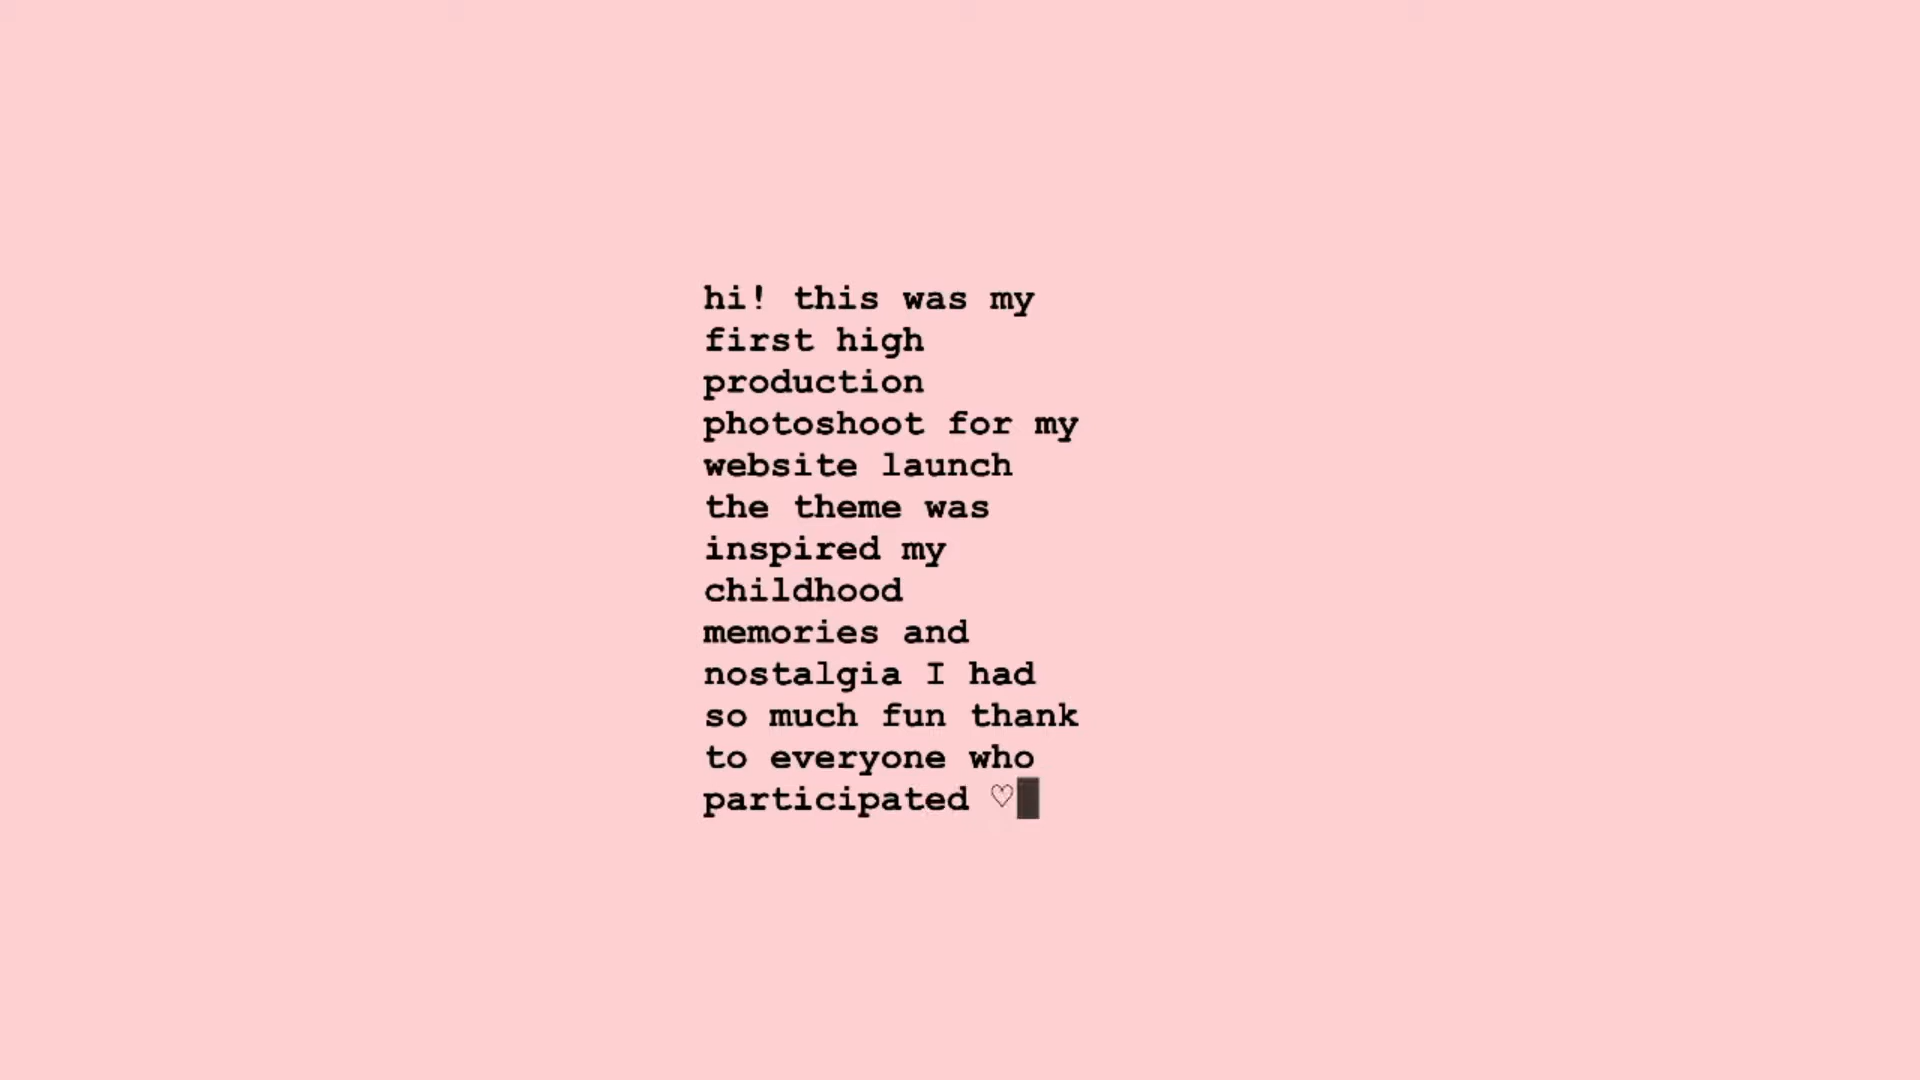 hi! this was my
first high
production
photoshoot for my
website launch
the theme was
inspired my
childhood
memories and
nostalgia I had
so much fun thank
to everyone who
participated ♡